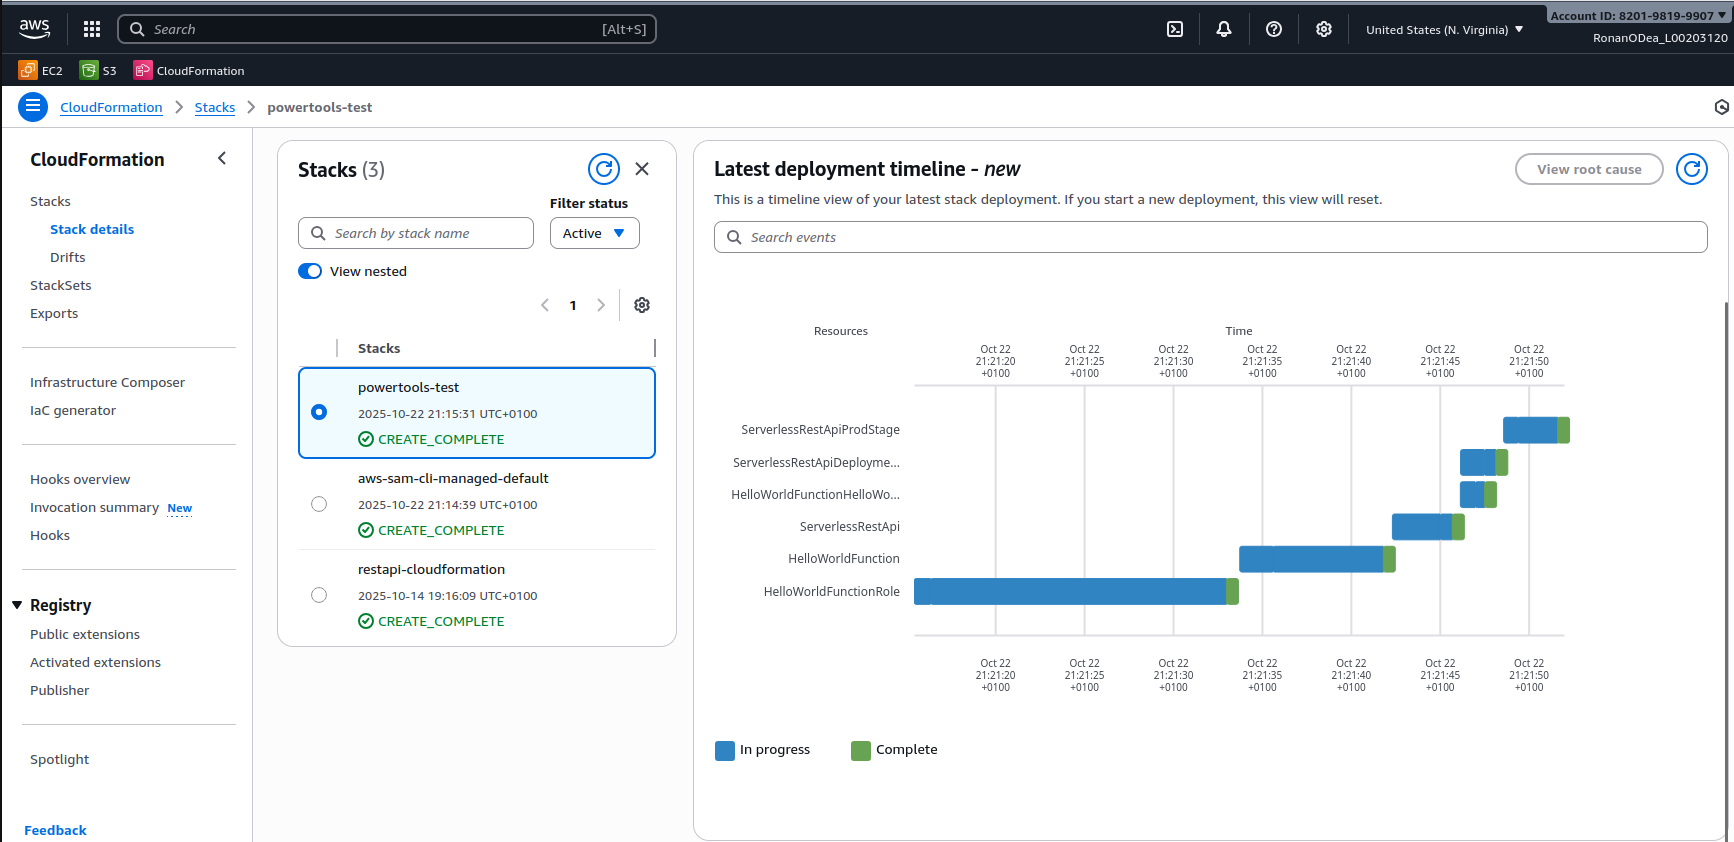 aws
Search [Alt+S]
United States (N. Virginia)
Account ID: 8201-9819-9907
RonanODea_L00203120
EC2 S3 CloudFormation
CloudFormation Stacks powertools-test
CloudFormation
Stacks
Stack details
Drifts
StackSets
Exports
Infrastructure Composer
IaC generator
Hooks overview
Invocation summary New
Hooks
Registry
Public extensions
Activated extensions
Publisher
Spotlight
Feedback
Stacks (3)
Filter status
Search by stack name
Active
View nested
1
Stacks
powertools-test
2025-10-22 21:15:31 UTC+0100
CREATE_COMPLETE
aws-sam-cli-managed-default
2025-10-22 21:14:39 UTC+0100
CREATE_COMPLETE
restapi-cloudformation
2025-10-14 19:16:09 UTC+0100
CREATE_COMPLETE
Latest deployment timeline - new
View root cause
This is a timeline view of your latest stack deployment. If you start a new deployment, this view will reset.
Search events
Resources Time
Oct 22 Oct 22 Oct 22 Oct 22 Oct 22 Oct 22 Oct 22
21:21:20 21:21:25 21:21:30 21:21:35 21:21:40 21:21:45 21:21:50
+0100 +0100 +0100 +0100 +0100 +0100 +0100
ServerlessRestApiProdStage
ServerlessRestApiDeployme...
HelloWorldFunctionHelloWo...
ServerlessRestApi
HelloWorldFunction
HelloWorldFunctionRole
Oct 22 Oct 22 Oct 22 Oct 22 Oct 22 Oct 22 Oct 22
21:21:20 21:21:25 21:21:30 21:21:35 21:21:40 21:21:45 21:21:50
+0100 +0100 +0100 +0100 +0100 +0100 +0100
In progress Complete